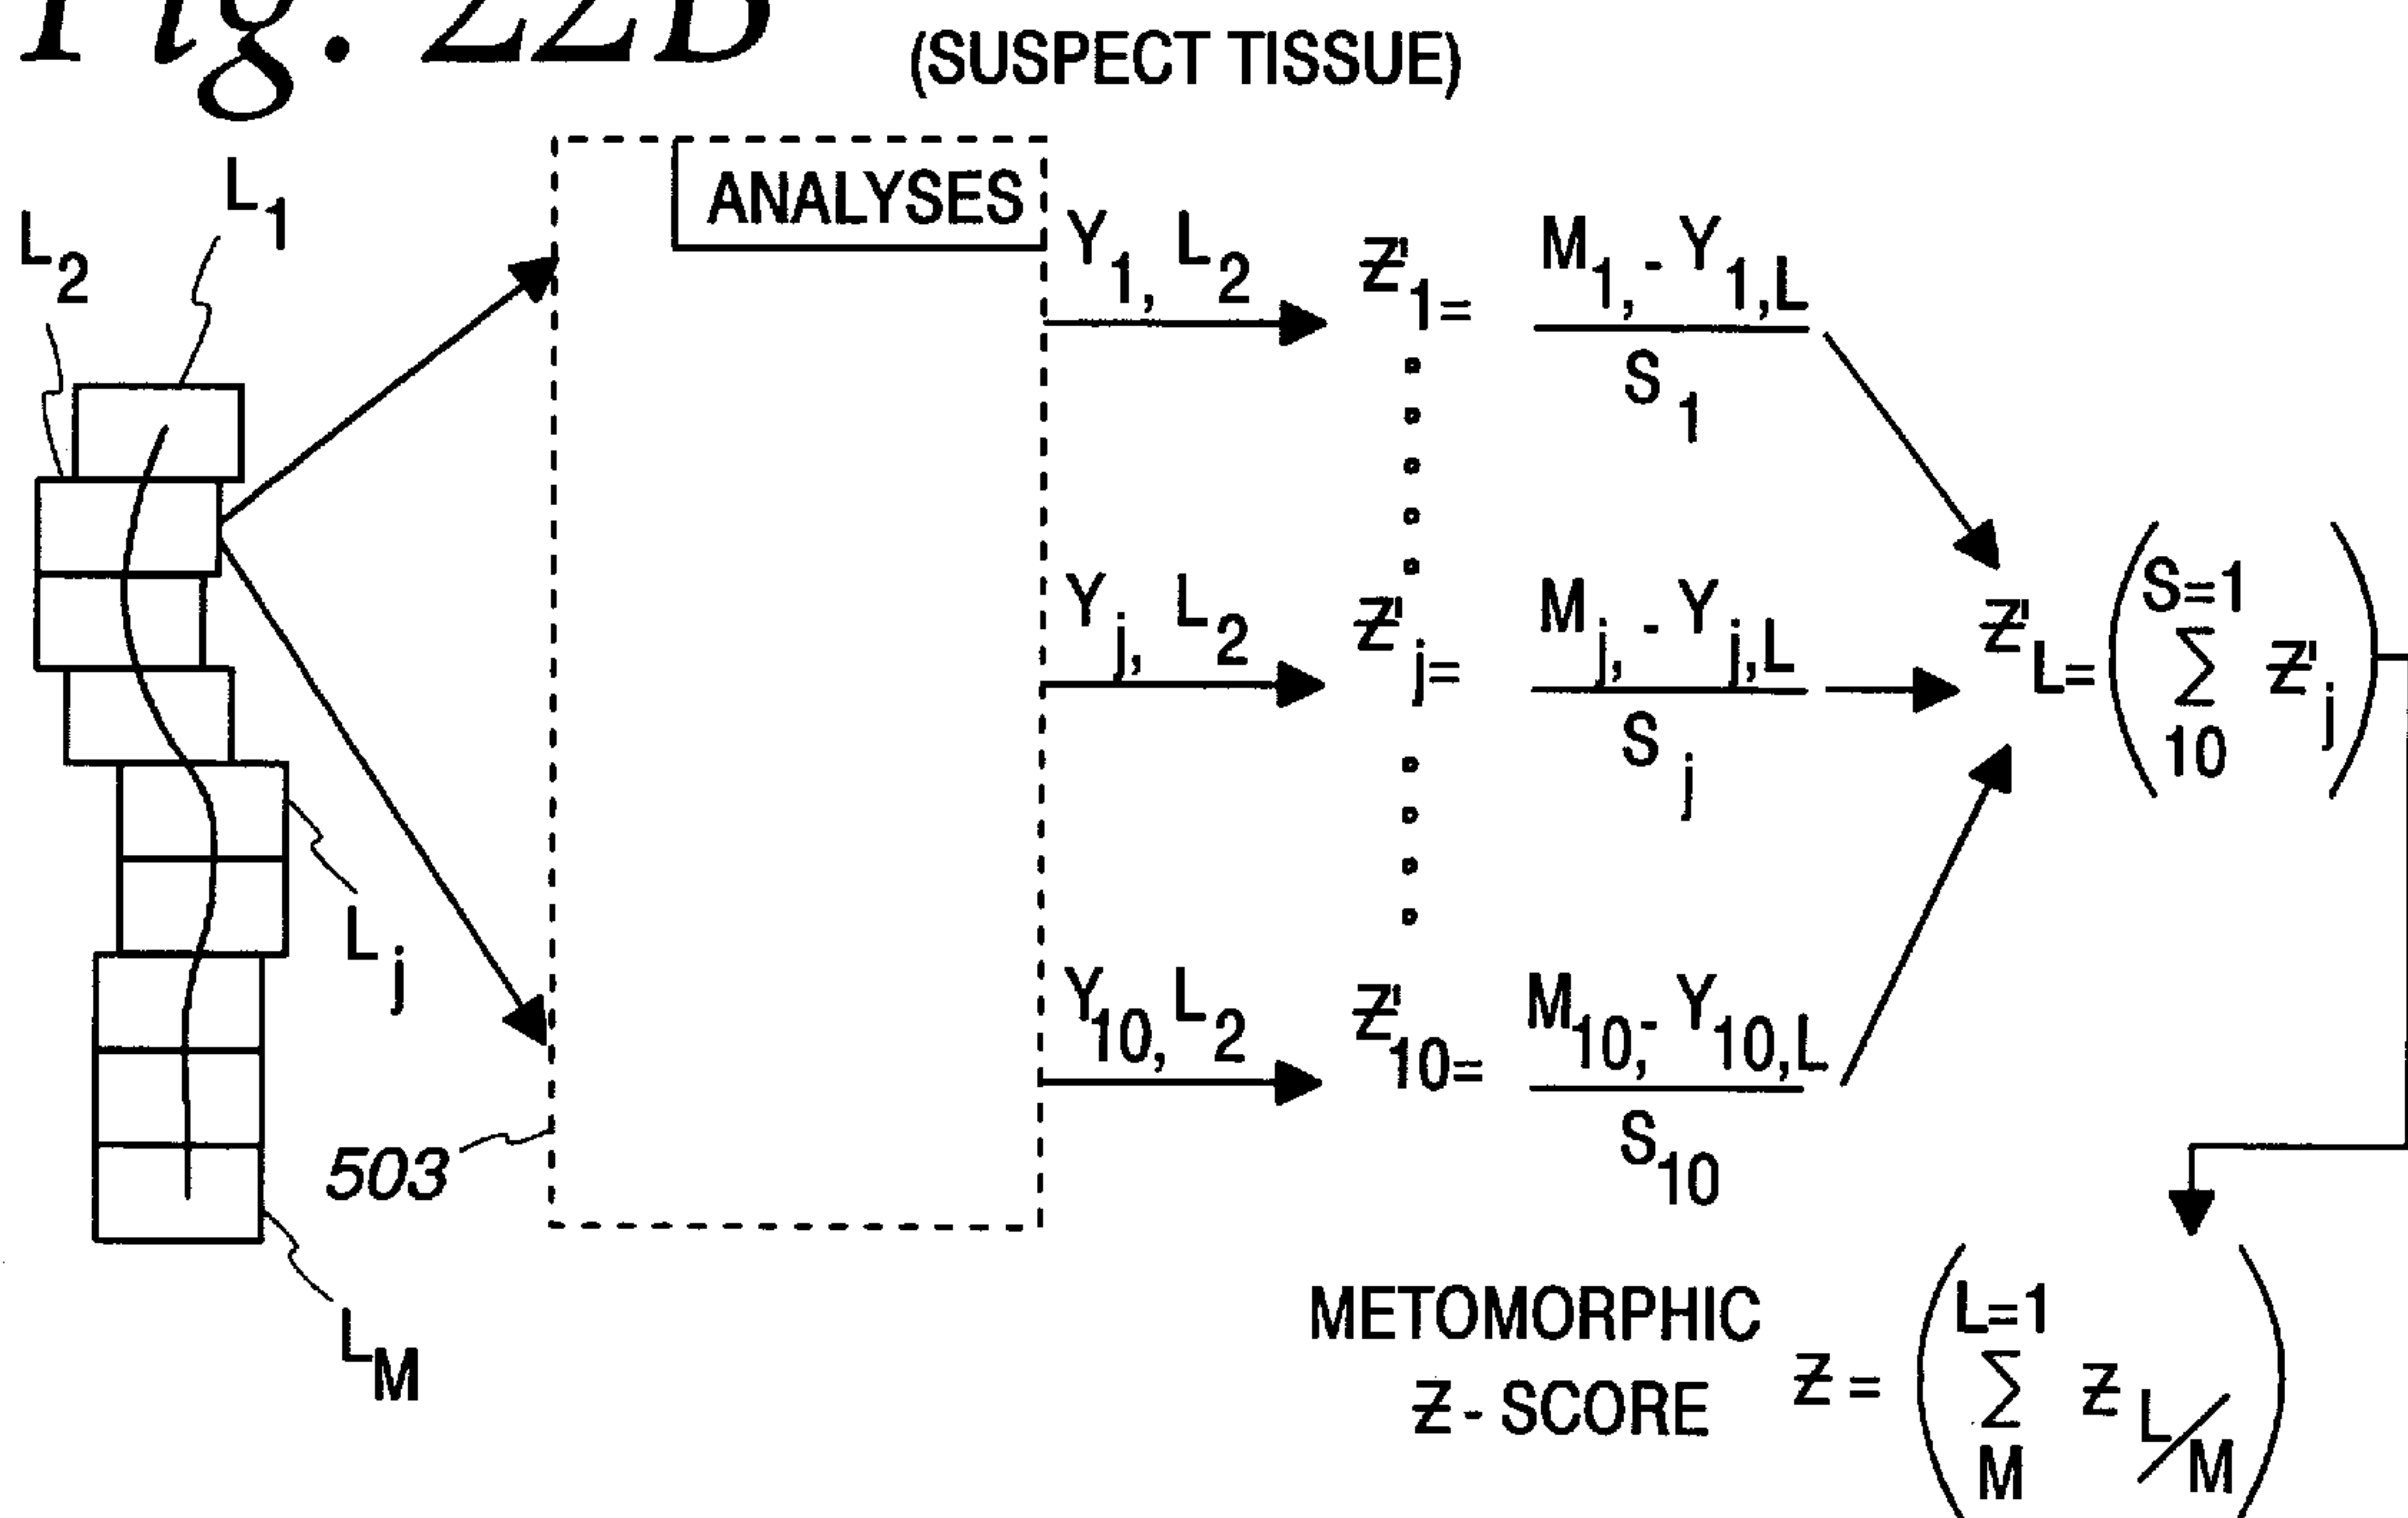 Fig. 22B
(SUSPECT TISSUE)
L1
L2
ANALYSES
Y1, L2
Z'1=
M1, - Y1,L
S1
Yj, L2
Z'j=
Mj, - Yj,L
Sj
Z'L= (S=1 Σ 10 Z'j)
Lj
Y10, L2
Z'10=
M10, - Y10,L
S10
503
LM
METOMORPHIC
Z - SCORE
Z = (L=1 Σ M Z L/M)